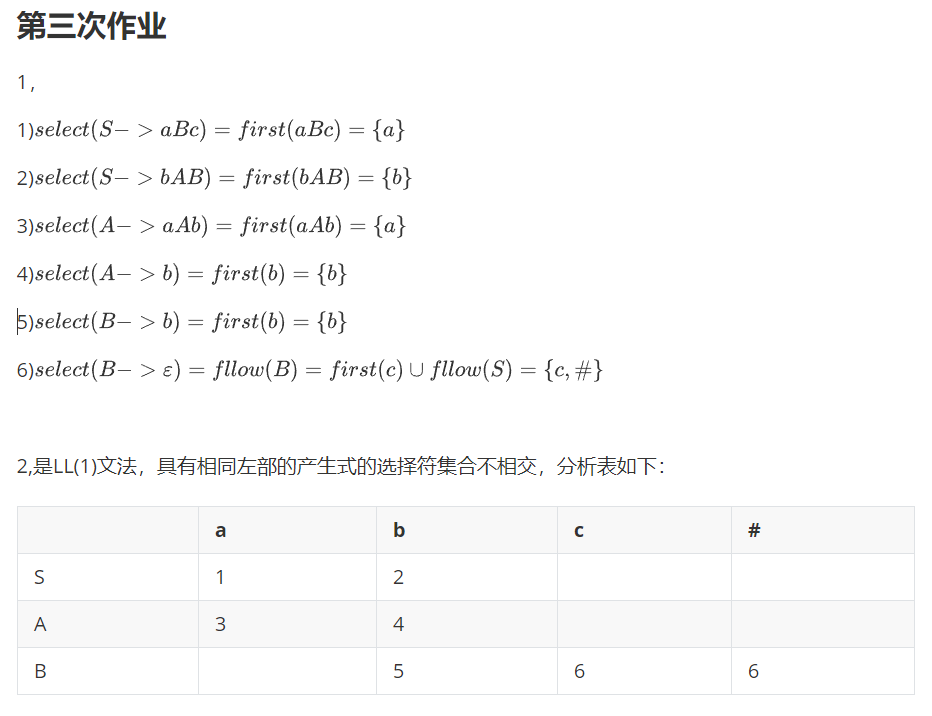 第三次作业
1，
1)select(S− > aBc) = first(aBc) = {a}
2)select(S− > bAB) = first(bAB) = {b}
3)select(A− > aAb) = first(aAb) = {a}
4)select(A− > b) = first(b) = {b}
5)select(B− > b) = first(b) = {b}
6)select(B− > ε) = fllow(B) = first(c) ∪ fllow(S) = {c, #}
2,是LL(1)文法，具有相同左部的产生式的选择符集合不相交，分析表如下：
a b c #
S 1 2
A 3 4
B 5 6 6